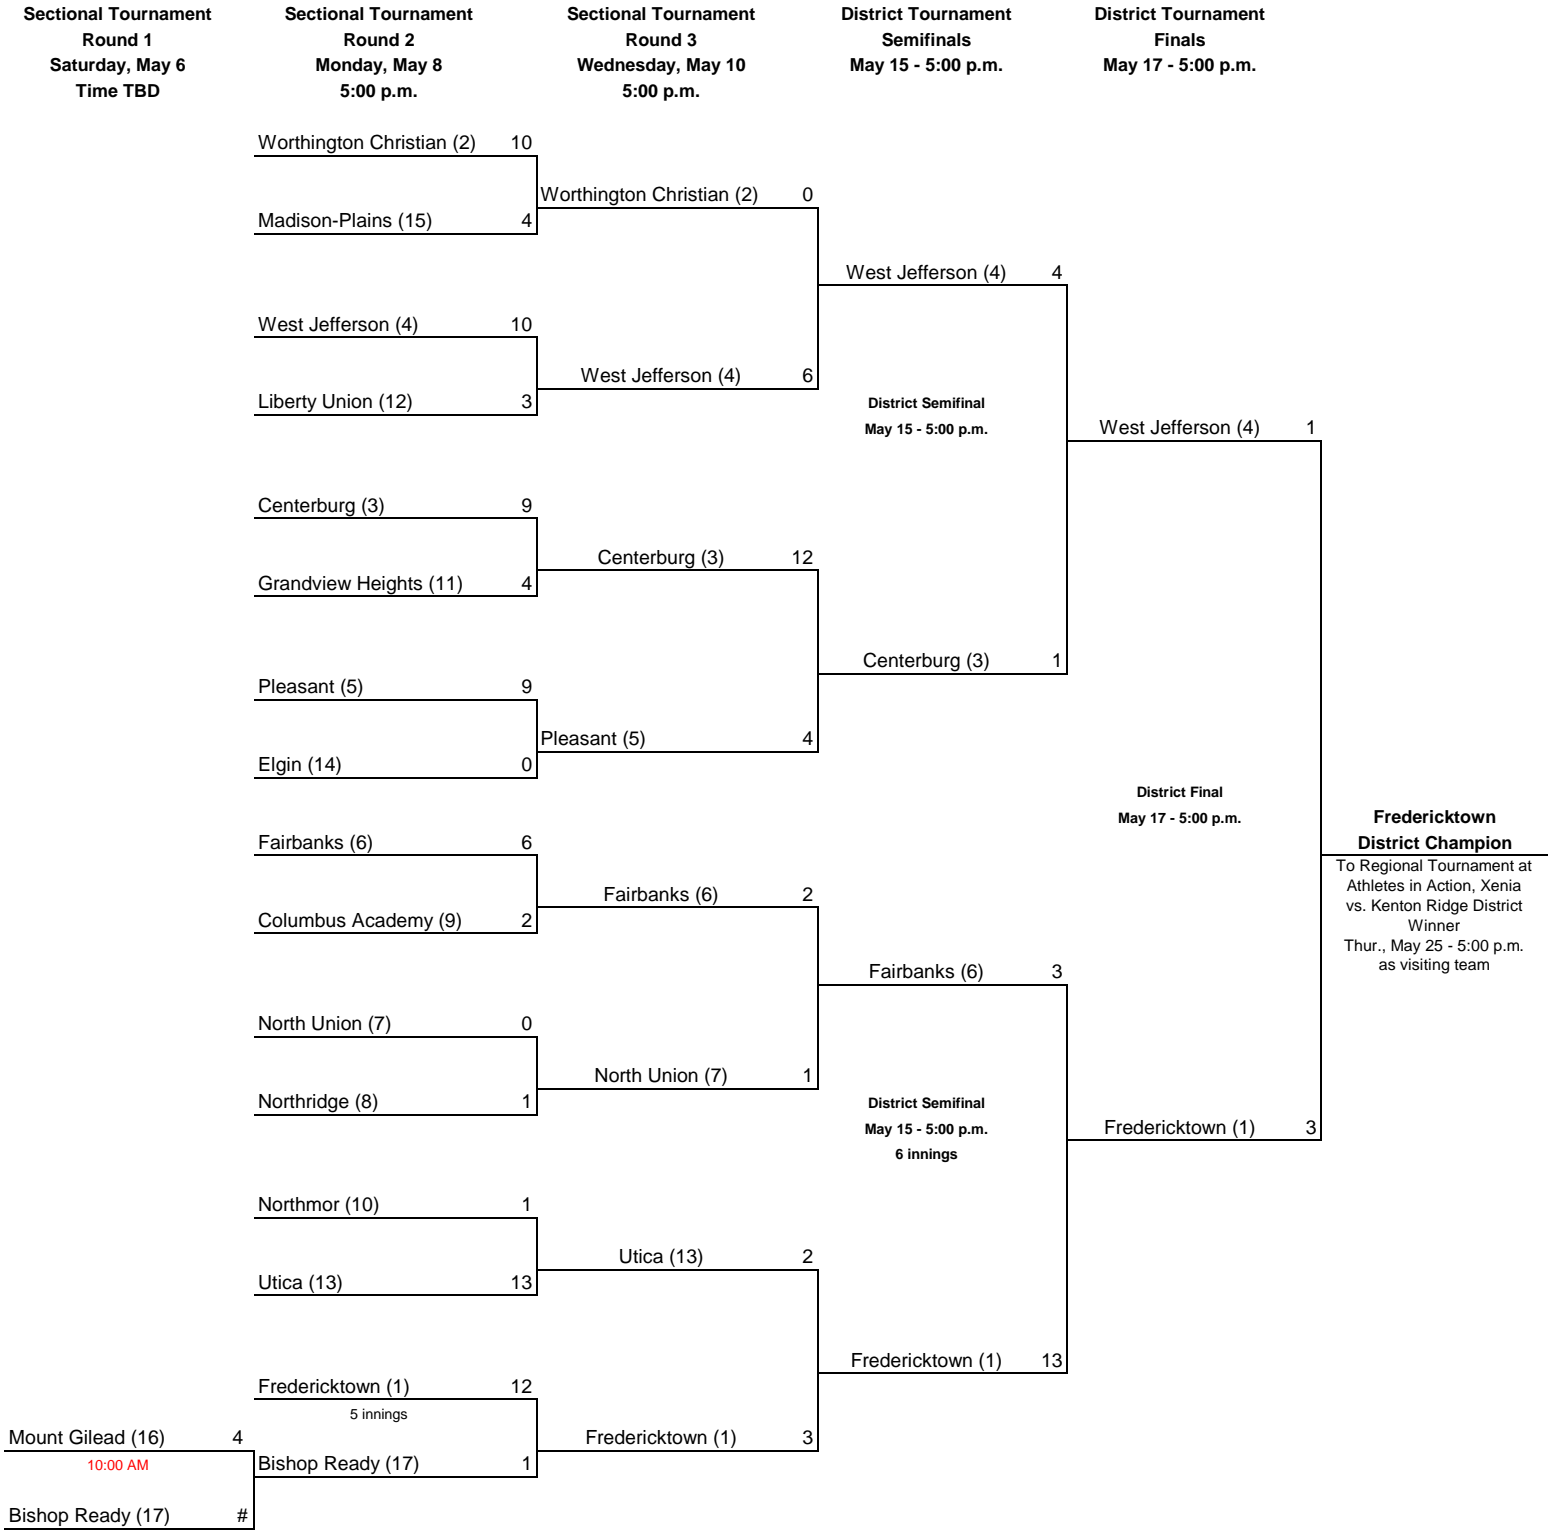 Sectional Tournament
Round 1
Saturday, May 6
Time TBD
Sectional Tournament
Round 2
Monday, May 8
5:00 p.m.
Sectional Tournament
Round 3
Wednesday, May 10
5:00 p.m.
District Tournament
Semifinals
May 15 - 5:00 p.m.
District Tournament
Finals
May 17 - 5:00 p.m.
Worthington Christian (2) 10
Worthington Christian (2) 0
Madison-Plains (15) 4
West Jefferson (4) 4
West Jefferson (4) 10
West Jefferson (4) 6
Liberty Union (12) 3
District Semifinal
May 15 - 5:00 p.m.
West Jefferson (4) 1
Centerburg (3) 9
Centerburg (3) 12
Grandview Heights (11) 4
Centerburg (3) 1
Pleasant (5) 9
Pleasant (5) 4
Elgin (14) 0
District Final
May 17 - 5:00 p.m.
Fredericktown
District Champion
To Regional Tournament at
Athletes in Action, Xenia
vs. Kenton Ridge District
Winner
Thur., May 25 - 5:00 p.m.
as visiting team
Fairbanks (6) 6
Fairbanks (6) 2
Columbus Academy (9) 2
Fairbanks (6) 3
North Union (7) 0
North Union (7) 1
Northridge (8) 1
District Semifinal
May 15 - 5:00 p.m.
6 innings
Fredericktown (1) 3
Northmor (10) 1
Utica (13) 2
Utica (13) 13
Fredericktown (1) 13
Fredericktown (1) 12
5 innings
Mount Gilead (16) 4
Fredericktown (1) 3
10:00 AM
Bishop Ready (17) 1
Bishop Ready (17) #